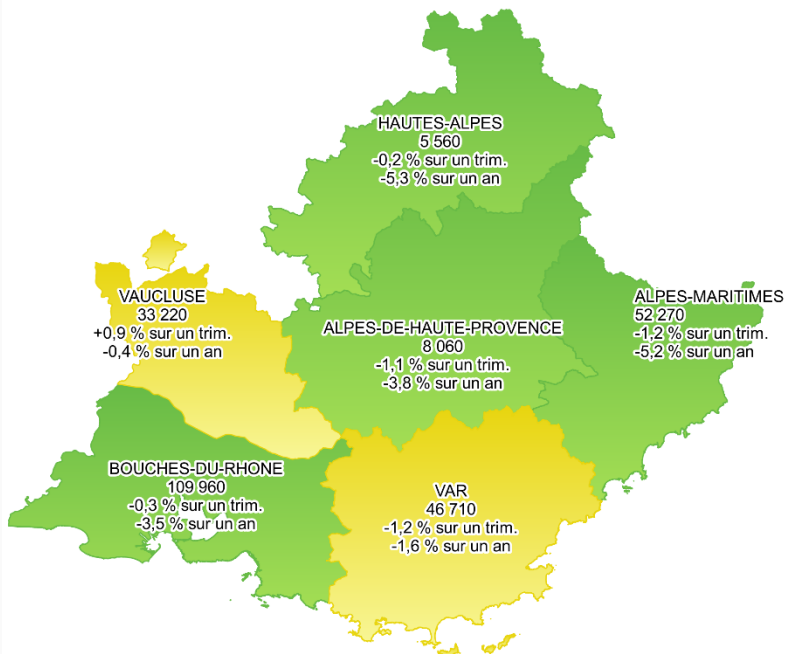 HAUTES-ALPES
5 560
-0,2 % sur un trim.
-5,3 % sur un an
VAUCLUSE
33 220
+0,9 % sur un trim.
-0,4 % sur un an
ALPES-DE-HAUTE-PROVENCE
8 060
-1,1 % sur un trim.
-3,8 % sur un an
ALPES-MARITIMES
52 270
-1,2 % sur un trim.
-5,2 % sur un an
BOUCHES-DU-RHONE
109 960
-0,3 % sur un trim.
-3,5 % sur un an
VAR
46 710
-1,2 % sur un trim.
-1,6 % sur un an